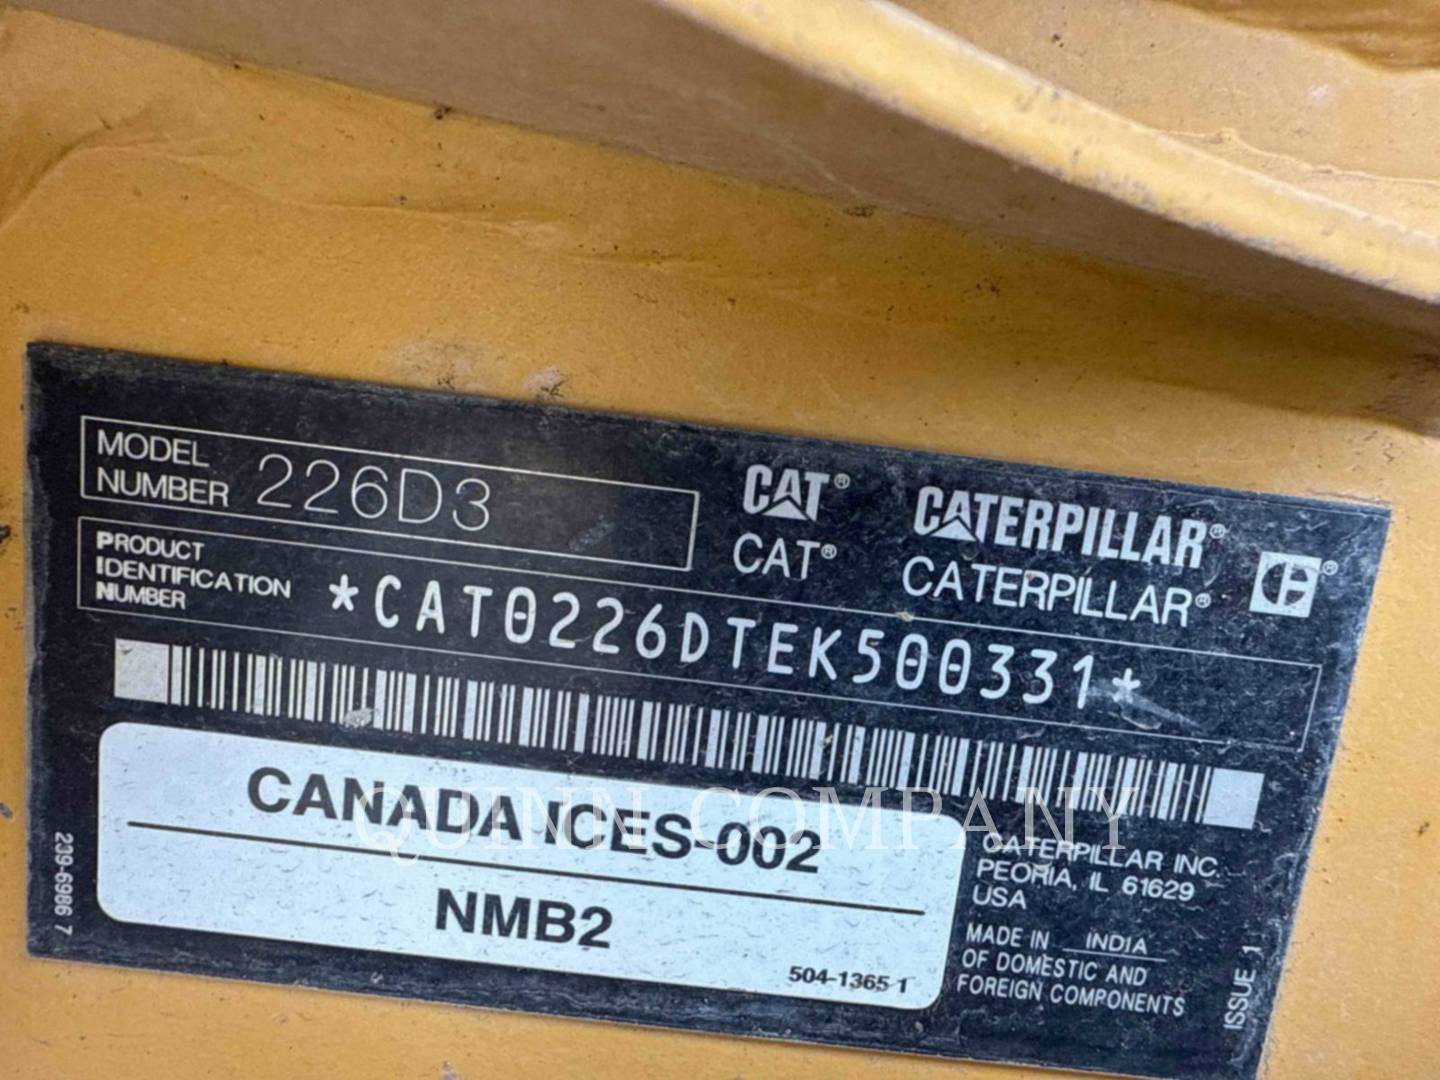 MODEL NUMBER 226D3
CAT® CATERPILLAR®
CAT® CATERPILLAR®
PRODUCT IDENTIFICATION NUMBER *CAT0226DTEK500331*
CANADA ICES-002
NMB2
504-1365 1
239-6986 7
QUINN COMPANY
CATERPILLAR INC.
PEORIA, IL 61629
USA
MADE IN INDIA
OF DOMESTIC AND
FOREIGN COMPONENTS
ISSUE 1